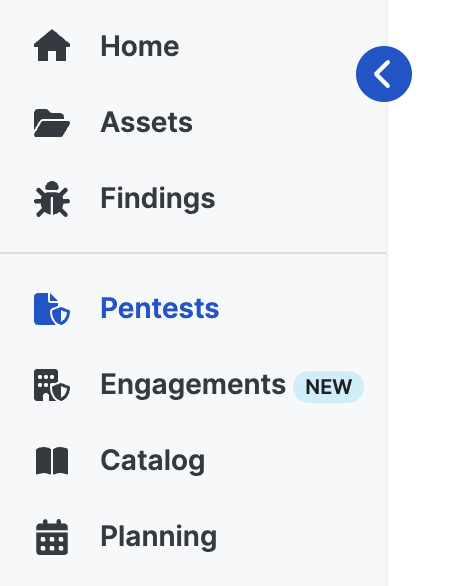 Home
Assets
Findings
Pentests
Engagements NEW
Catalog
Planning